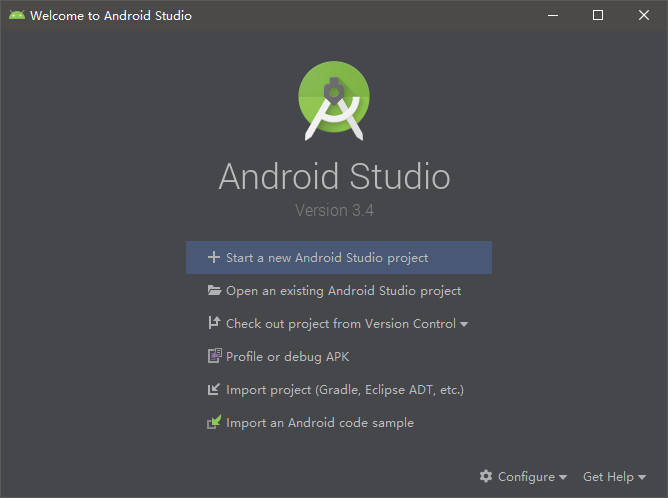 Welcome to Android Studio
Android Studio
Version 3.4
Start a new Android Studio project
Open an existing Android Studio project
Check out project from Version Control
Profile or debug APK
Import project (Gradle, Eclipse ADT, etc.)
Import an Android code sample
Configure Get Help